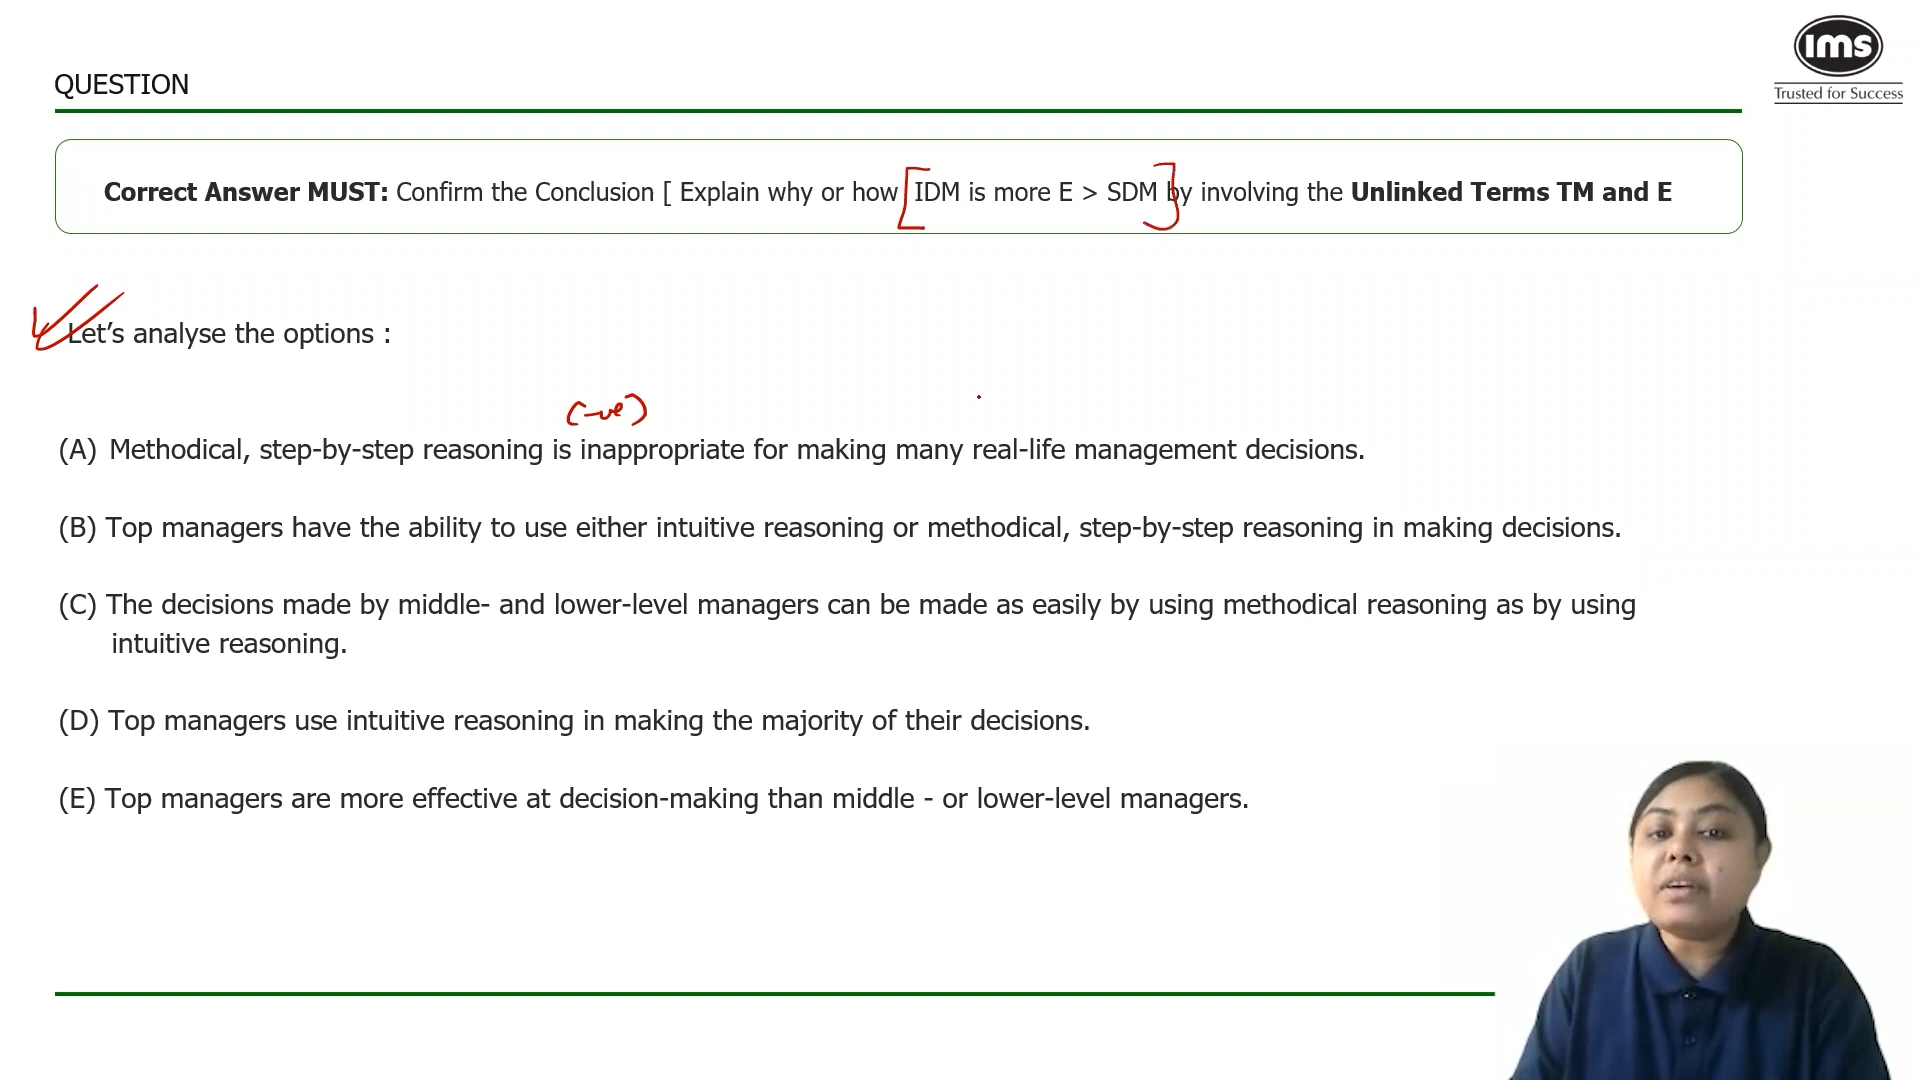 ims
Trusted for Success
QUESTION
Correct Answer MUST: Confirm the Conclusion [ Explain why or how [ IDM is more E > SDM ] by involving the Unlinked Terms TM and E
Let’s analyse the options :
(-ve)
(A) Methodical, step-by-step reasoning is inappropriate for making many real-life management decisions.
(B) Top managers have the ability to use either intuitive reasoning or methodical, step-by-step reasoning in making decisions.
(C) The decisions made by middle- and lower-level managers can be made as easily by using methodical reasoning as by using
intuitive reasoning.
(D) Top managers use intuitive reasoning in making the majority of their decisions.
(E) Top managers are more effective at decision-making than middle - or lower-level managers.